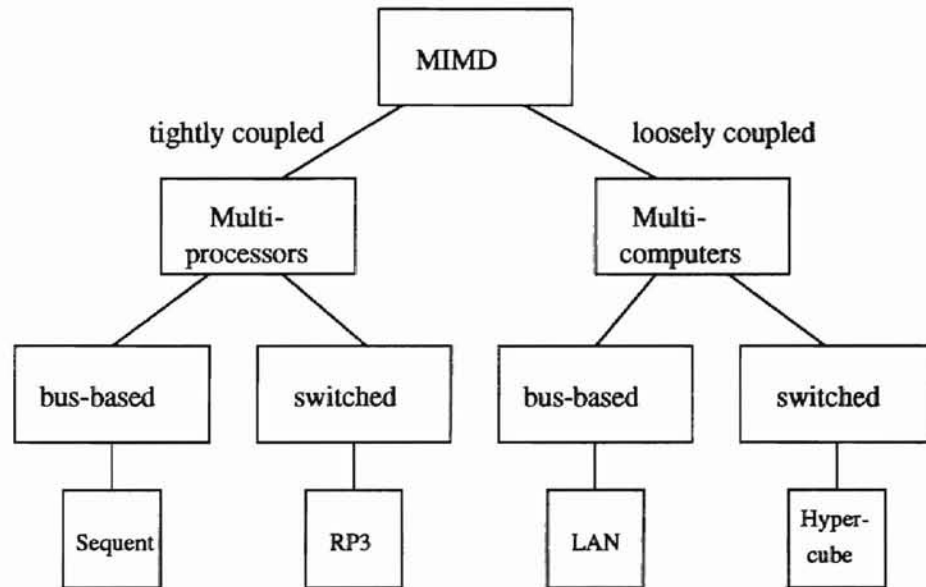 MIMD
tightly coupled
loosely coupled
Multi-
processors
Multi-
computers
bus-based
switched
bus-based
switched
Sequent
RP3
LAN
Hyper-
cube